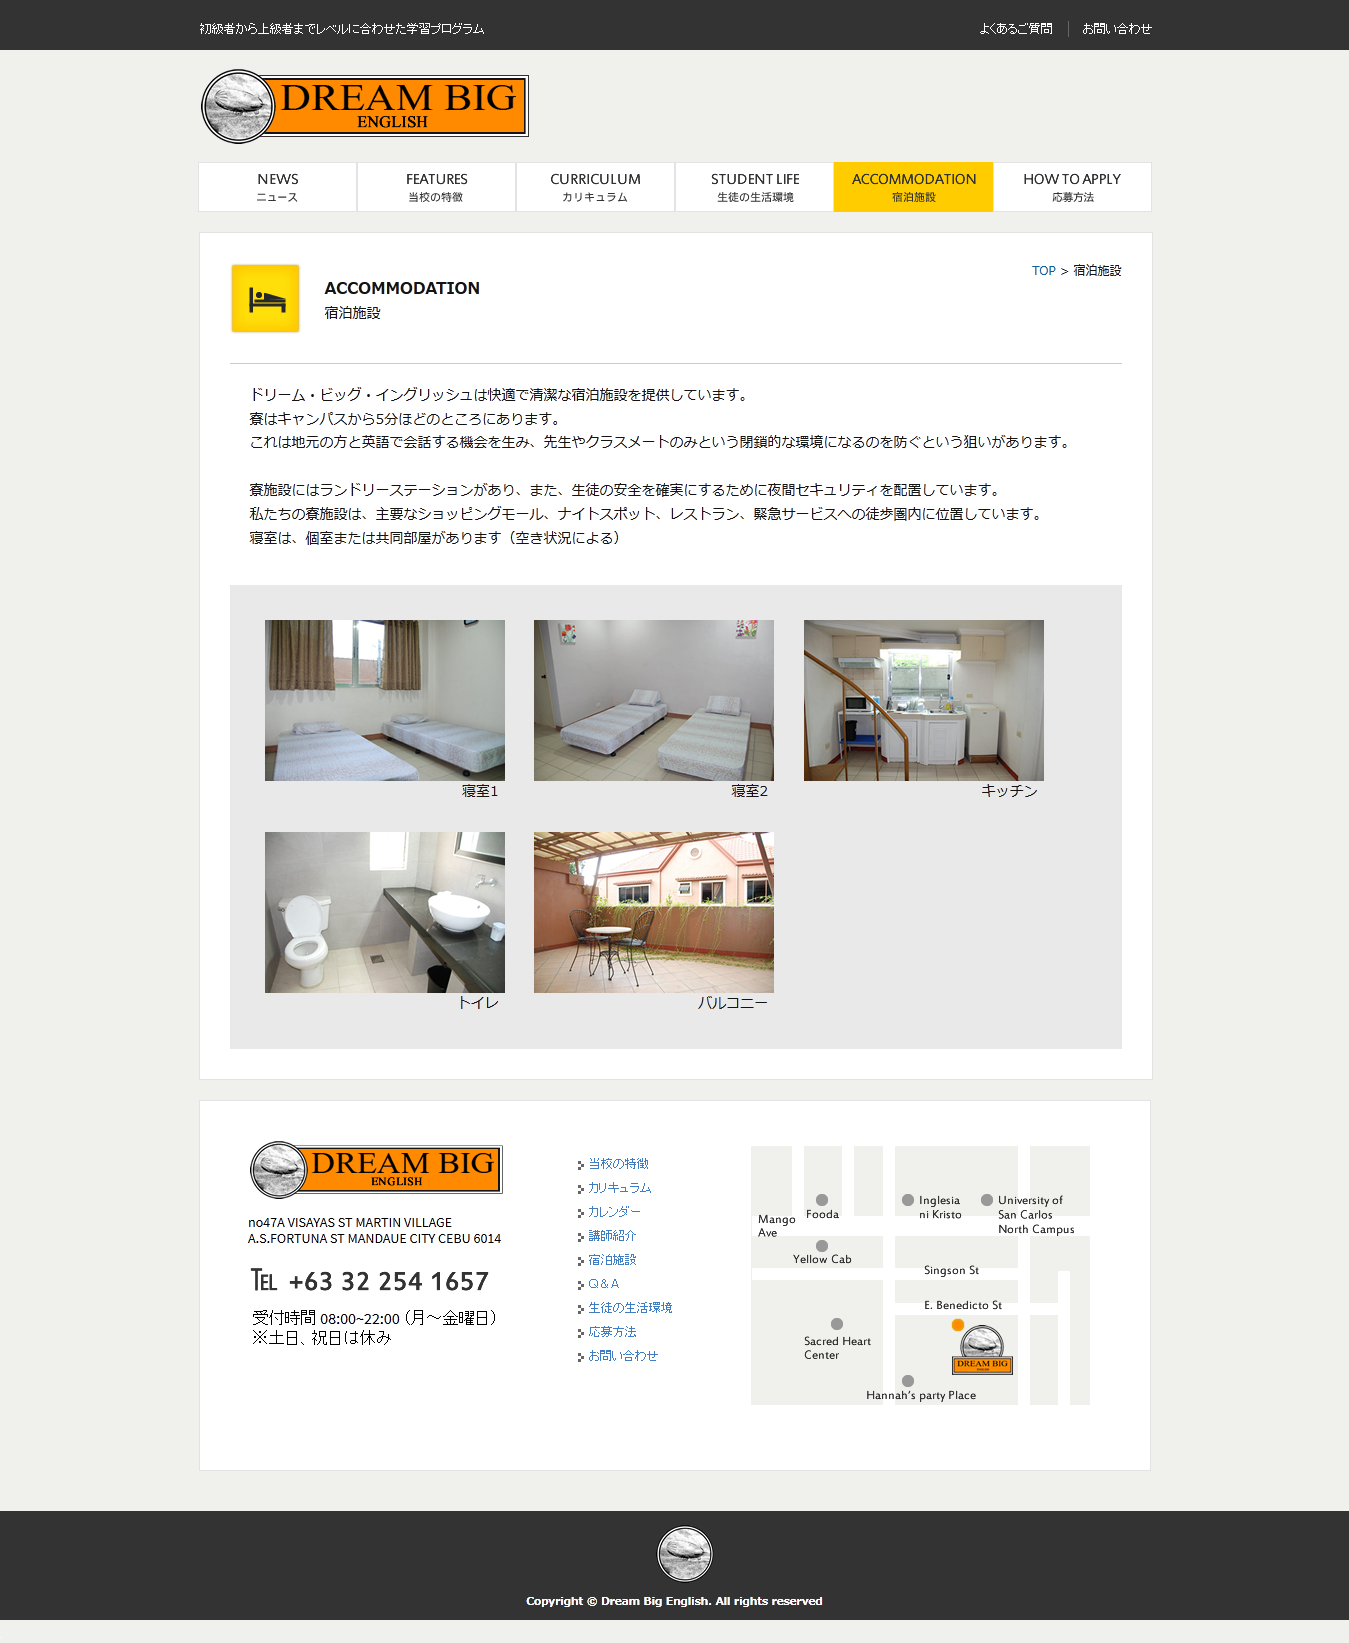 初級者から上級者までレベルに合わせた学習プログラム
よくあるご質問
お問い合わせ
DREAM BIG
ENGLISH
NEWS
ニュース
FEATURES
当校の特徴
CURRICULUM
カリキュラム
STUDENT LIFE
生徒の生活環境
ACCOMMODATION
宿泊施設
HOW TO APPLY
応募方法
TOP > 宿泊施設
ACCOMMODATION
宿泊施設
ドリーム・ビッグ・イングリッシュは快適で清潔な宿泊施設を提供しています。
寮はキャンパスから5分ほどのところにあります。
これは地元の方と英語で会話する機会を生み、先生やクラスメートのみという閉鎖的な環境になるのを防ぐという狙いがあります。
寮施設にはランドリーステーションがあり、また、生徒の安全を確実にするために夜間セキュリティを配置しています。
私たちの寮施設は、主要なショッピングモール、ナイトスポット、レストラン、緊急サービスへの徒歩圏内に位置しています。
寝室は、個室または共同部屋があります（空き状況による）
寝室1
寝室2
キッチン
トイレ
バルコニー
DREAM BIG
ENGLISH
no47A VISAYAS ST MARTIN VILLAGE
A.S.FORTUNA ST MANDAUE CITY CEBU 6014
TEL +63 32 254 1657
受付時間 08:00~22:00（月～金曜日）
※土日、祝日は休み
当校の特徴
カリキュラム
カレンダー
講師紹介
宿泊施設
Q＆A
生徒の生活環境
応募方法
お問い合わせ
Mango
Ave
Fooda
Inglesia
ni Kristo
University of
San Carlos
North Campus
Yellow Cab
Singson St
E. Benedicto St
Sacred Heart
Center
DREAM BIG
Hannah's party Place
Copyright © Dream Big English. All rights reserved